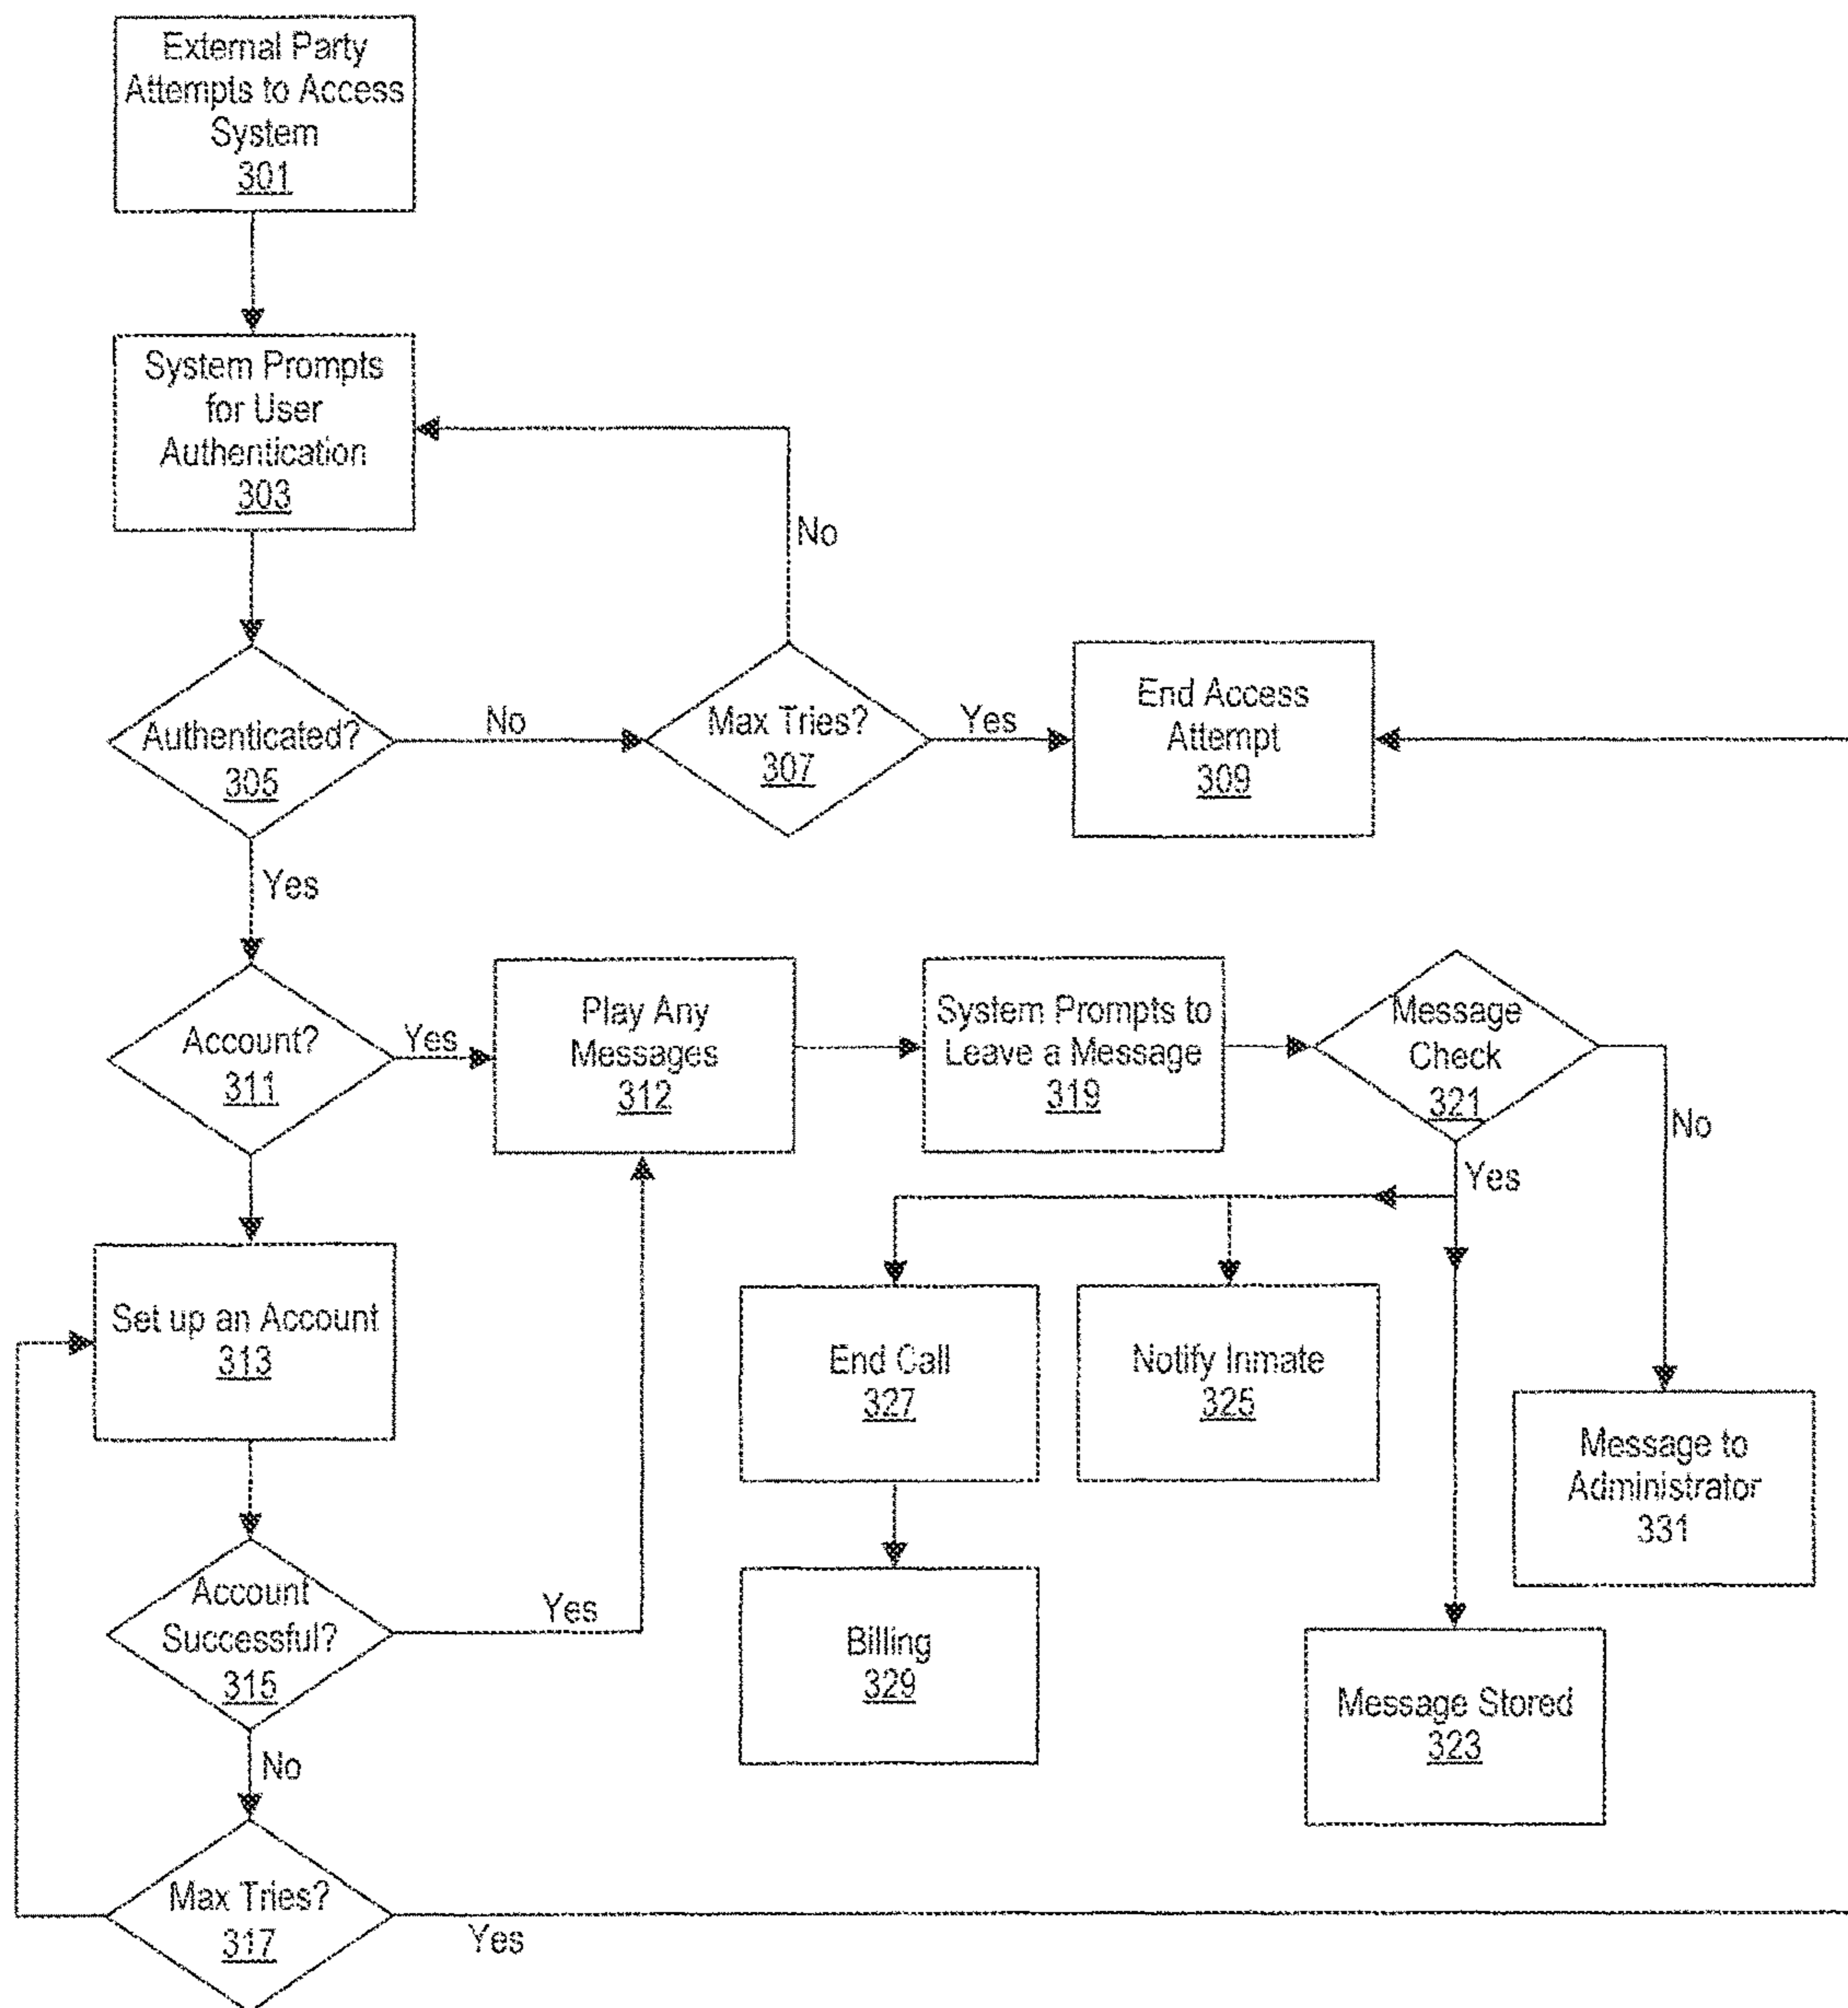 External Party
Attempts to Access
System
301
System Prompts
for User
Authentication
303
No
Authenticated?
305
No
Max Tries?
307
Yes
End Access
Attempt
309
Yes
Account?
311
Yes
Play Any
Messages
312
System Prompts to
Leave a Message
319
Message
Check
321
No
Yes
Set up an Account
313
End Call
327
Notify Inmate
325
Message to
Administrator
331
Account
Successful?
315
Yes
Billing
329
Message Stored
323
No
Max Tries?
317
Yes